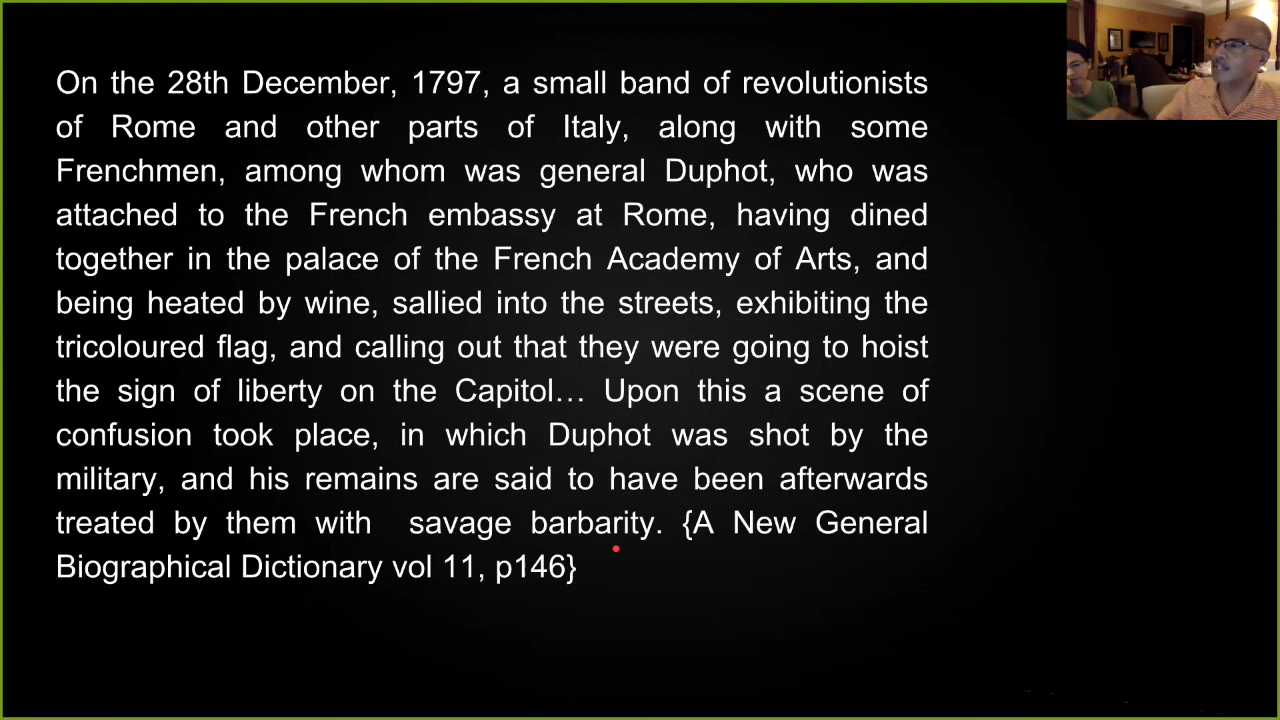 On the 28th December, 1797, a small band of revolutionists
of Rome and other parts of Italy, along with some
Frenchmen, among whom was general Duphot, who was
attached to the French embassy at Rome, having dined
together in the palace of the French Academy of Arts, and
being heated by wine, sallied into the streets, exhibiting the
tricoloured flag, and calling out that they were going to hoist
the sign of liberty on the Capitol… Upon this a scene of
confusion took place, in which Duphot was shot by the
military, and his remains are said to have been afterwards
treated by them with savage barbarity. {A New General
Biographical Dictionary vol 11, p146}